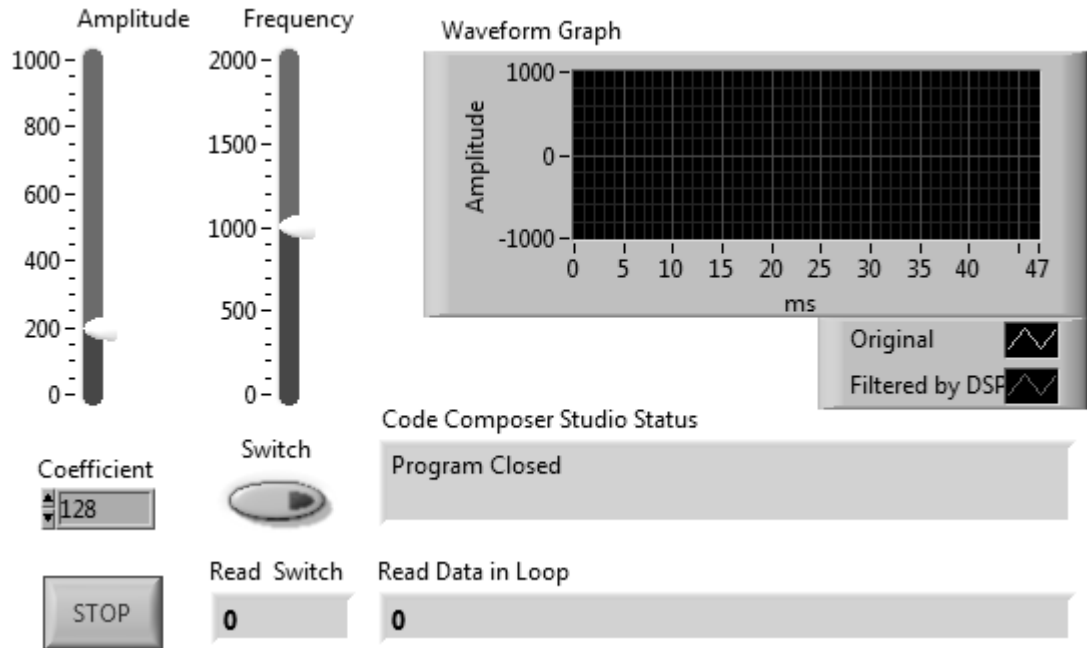 Amplitude
1000
800
600
400
200
0
Frequency
2000
1500
1000
500
0
Waveform Graph
Amplitude
1000
0
-1000
0 5 10 15 20 25 30 35 40 47
ms
Original
Filtered by DSP
Coefficient
128
Switch
Code Composer Studio Status
Program Closed
STOP
Read Switch
0
Read Data in Loop
0